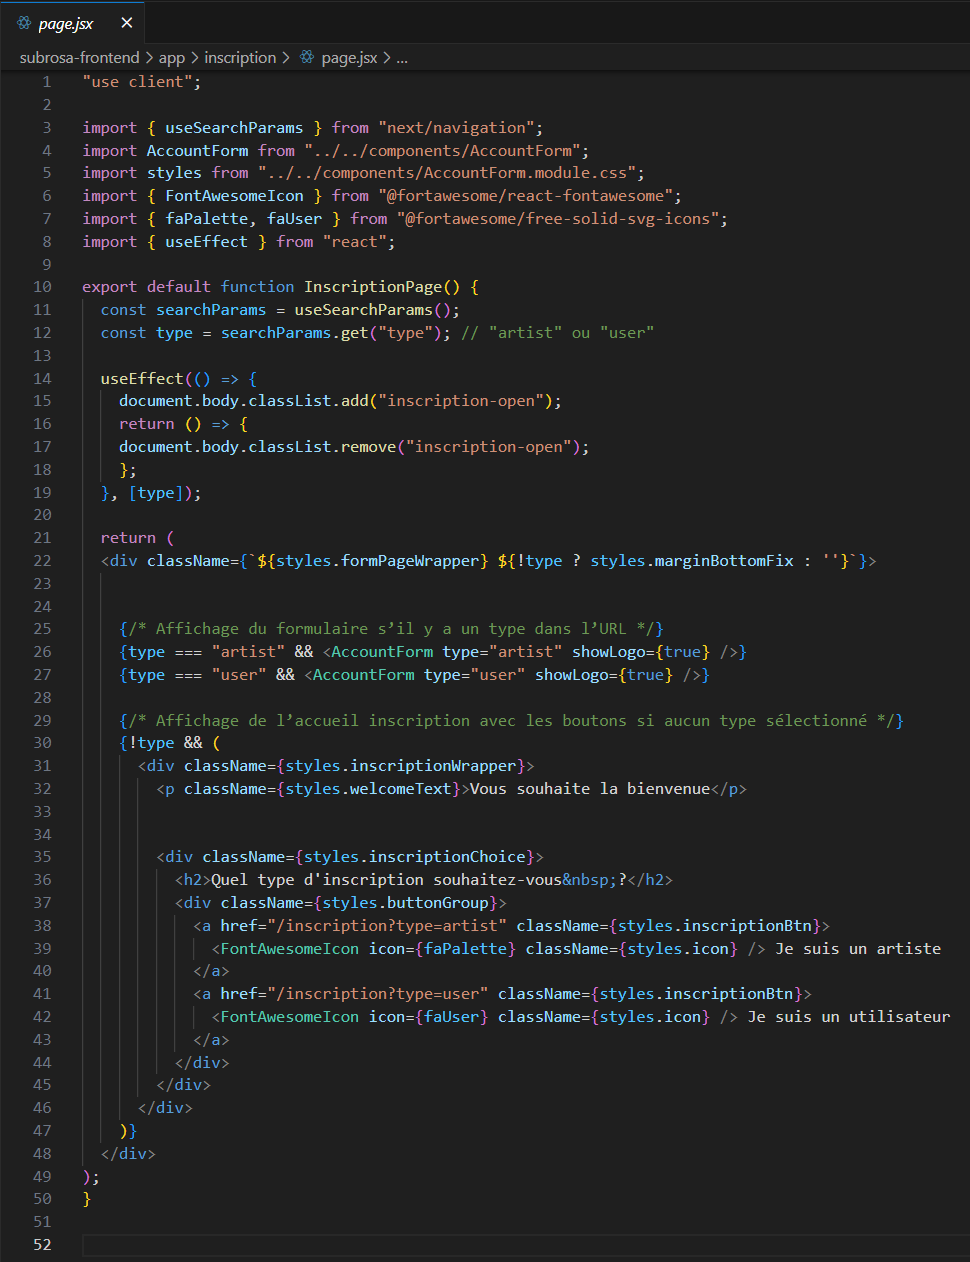 page.jsx ×
subrosa-frontend > app > inscription > page.jsx > ...
1 "use client";
2
3 import { useSearchParams } from "next/navigation";
4 import AccountForm from "../../components/AccountForm";
5 import styles from "../../components/AccountForm.module.css";
6 import { FontAwesomeIcon } from "@fortawesome/react-fontawesome";
7 import { faPalette, faUser } from "@fortawesome/free-solid-svg-icons";
8 import { useEffect } from "react";
9
10 export default function InscriptionPage() {
11   const searchParams = useSearchParams();
12   const type = searchParams.get("type"); // "artist" ou "user"
13
14   useEffect(() => {
15     document.body.classList.add("inscription-open");
16     return () => {
17     document.body.classList.remove("inscription-open");
18     };
19   }, [type]);
20
21   return (
22   <div className={`${styles.formPageWrapper} ${!type ? styles.marginBottomFix : ''}`}>
23
24
25     {/* Affichage du formulaire s’il y a un type dans l’URL */}
26     {type === "artist" && <AccountForm type="artist" showLogo={true} />}
27     {type === "user" && <AccountForm type="user" showLogo={true} />}
28
29     {/* Affichage de l’accueil inscription avec les boutons si aucun type sélectionné */}
30     {!type && (
31       <div className={styles.inscriptionWrapper}>
32         <p className={styles.welcomeText}>Vous souhaite la bienvenue</p>
33
34
35         <div className={styles.inscriptionChoice}>
36           <h2>Quel type d'inscription souhaitez-vous&nbsp;?</h2>
37           <div className={styles.buttonGroup}>
38             <a href="/inscription?type=artist" className={styles.inscriptionBtn}>
39               <FontAwesomeIcon icon={faPalette} className={styles.icon} /> Je suis un artiste
40             </a>
41             <a href="/inscription?type=user" className={styles.inscriptionBtn}>
42               <FontAwesomeIcon icon={faUser} className={styles.icon} /> Je suis un utilisateur
43             </a>
44           </div>
45         </div>
46       </div>
47     )}
48   </div>
49 );
50 }
51
52